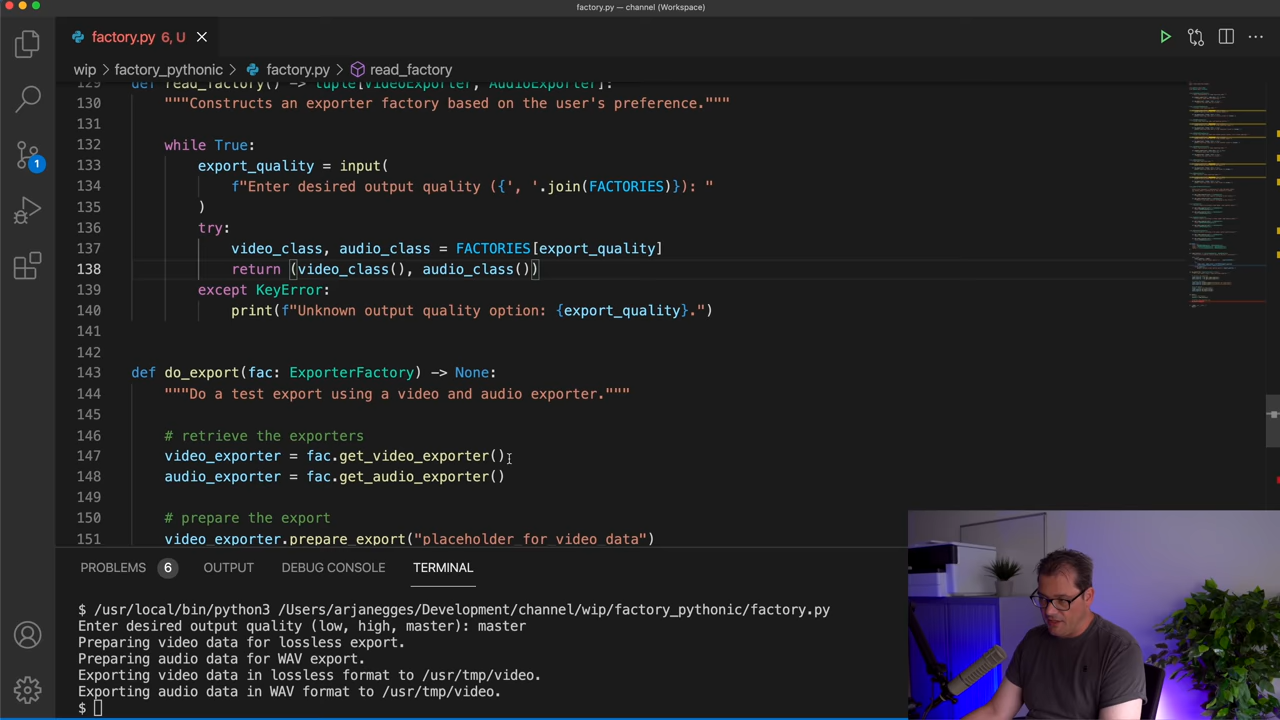 factory.py — channel (Workspace)
factory.py 6, U
wip > factory_pythonic > factory.py > read_factory
129 def read_factory() -> tuple[VideoExporter, AudioExporter]:
130 """Constructs an exporter factory based on the user's preference."""
131
132 while True:
133 export_quality = input(
134 f"Enter desired output quality ({', '.join(FACTORIES)}): "
135 )
136 try:
137 video_class, audio_class = FACTORIES[export_quality]
138 return (video_class(), audio_class())
139 except KeyError:
140 print(f"Unknown output quality option: {export_quality}.")
141
142
143 def do_export(fac: ExporterFactory) -> None:
144 """Do a test export using a video and audio exporter."""
145
146 # retrieve the exporters
147 video_exporter = fac.get_video_exporter()
148 audio_exporter = fac.get_audio_exporter()
149
150 # prepare the export
151 video_exporter.prepare_export("placeholder_for_video_data")
1
PROBLEMS 6 OUTPUT DEBUG CONSOLE TERMINAL
$ /usr/local/bin/python3 /Users/arjanegges/Development/channel/wip/factory_pythonic/factory.py
Enter desired output quality (low, high, master): master
Preparing video data for lossless export.
Preparing audio data for WAV export.
Exporting video data in lossless format to /usr/tmp/video.
Exporting audio data in WAV format to /usr/tmp/video.
$